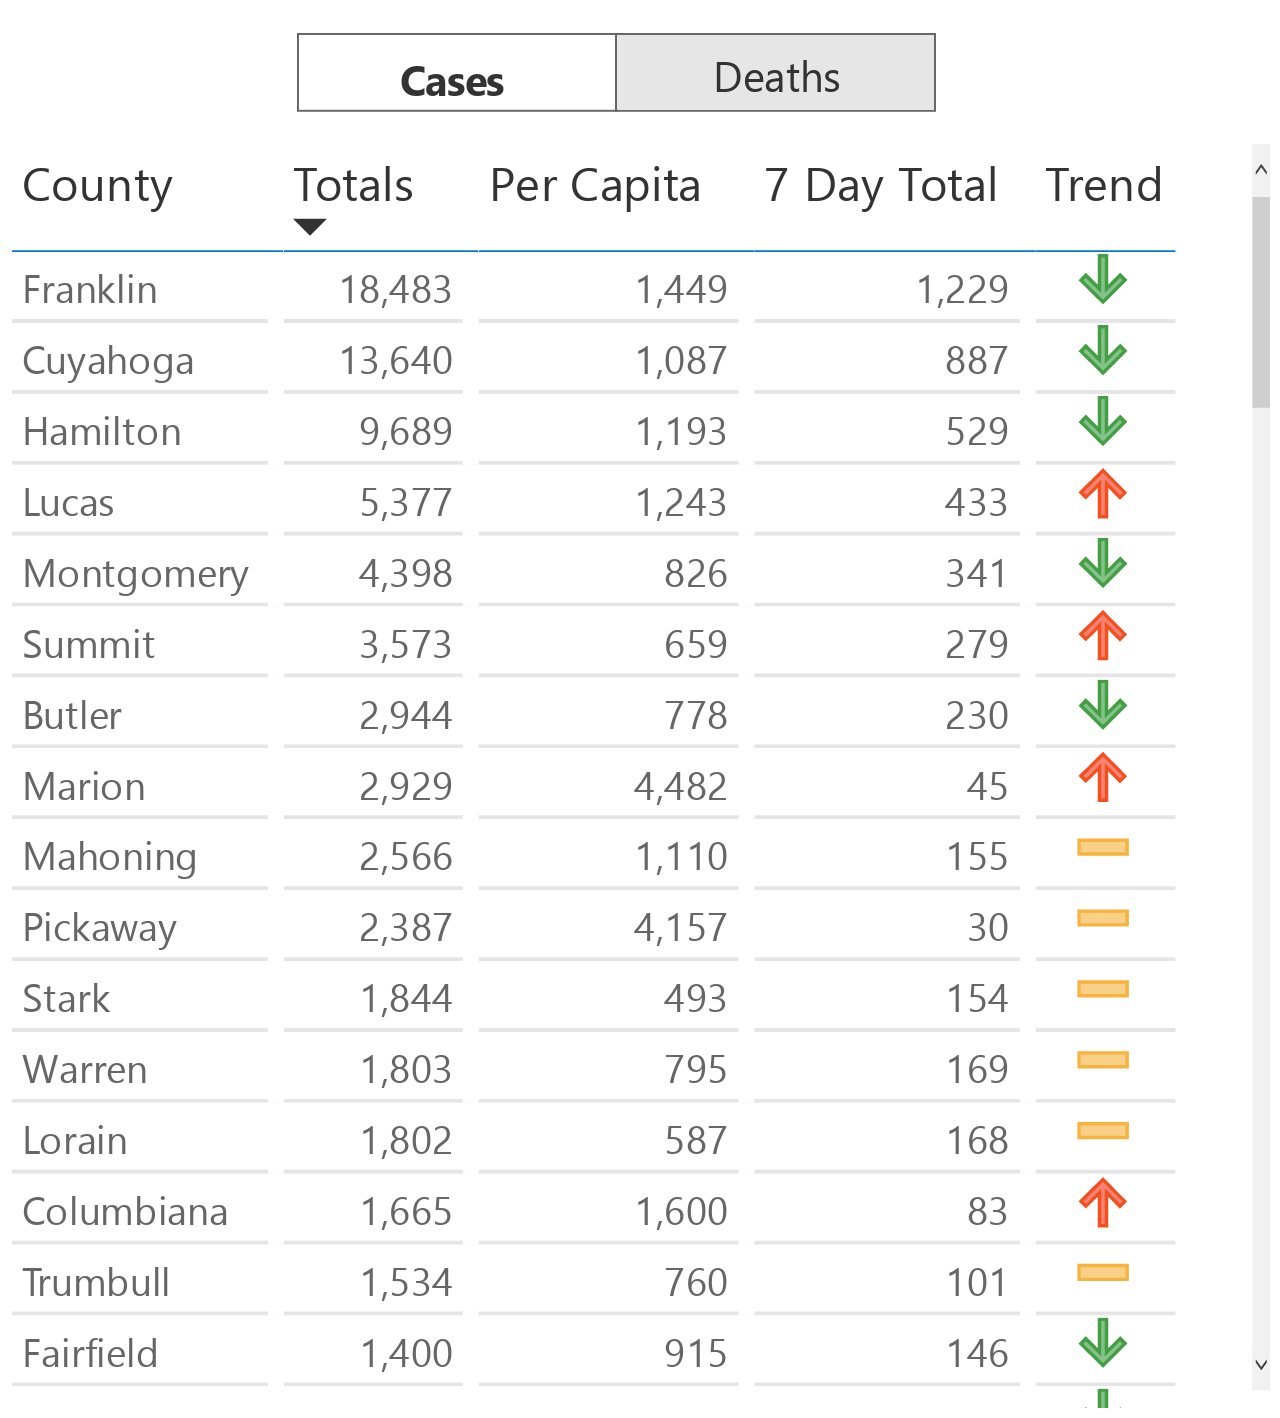 Cases Deaths
County Totals Per Capita 7 Day Total Trend
Franklin 18,483 1,449 1,229
Cuyahoga 13,640 1,087 887
Hamilton 9,689 1,193 529
Lucas 5,377 1,243 433
Montgomery 4,398 826 341
Summit 3,573 659 279
Butler 2,944 778 230
Marion 2,929 4,482 45
Mahoning 2,566 1,110 155
Pickaway 2,387 4,157 30
Stark 1,844 493 154
Warren 1,803 795 169
Lorain 1,802 587 168
Columbiana 1,665 1,600 83
Trumbull 1,534 760 101
Fairfield 1,400 915 146